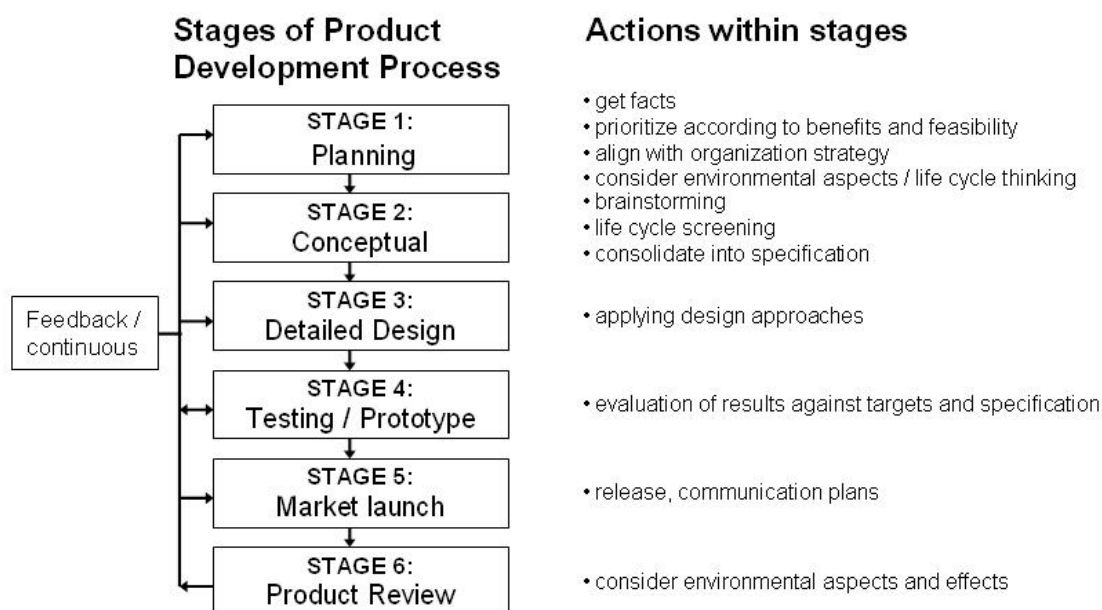 Stages of Product
Development Process
Actions within stages
STAGE 1:
Planning
STAGE 2:
Conceptual
STAGE 3:
Detailed Design
STAGE 4:
Testing / Prototype
STAGE 5:
Market launch
STAGE 6:
Product Review
Feedback /
continuous
• get facts
• prioritize according to benefits and feasibility
• align with organization strategy
• consider environmental aspects / life cycle thinking
• brainstorming
• life cycle screening
• consolidate into specification
• applying design approaches
• evaluation of results against targets and specification
• release, communication plans
• consider environmental aspects and effects